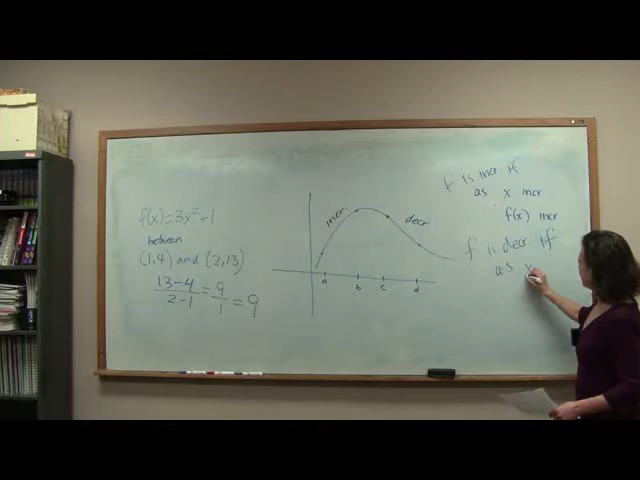 f(x)=3x²+1
between
(1,4) and (2,13)
13-4/2-1 = 9/1 = 9
incr.
decr
a b c d
f is incr if
as x incr
f(x) incr
f is decr. if
as x